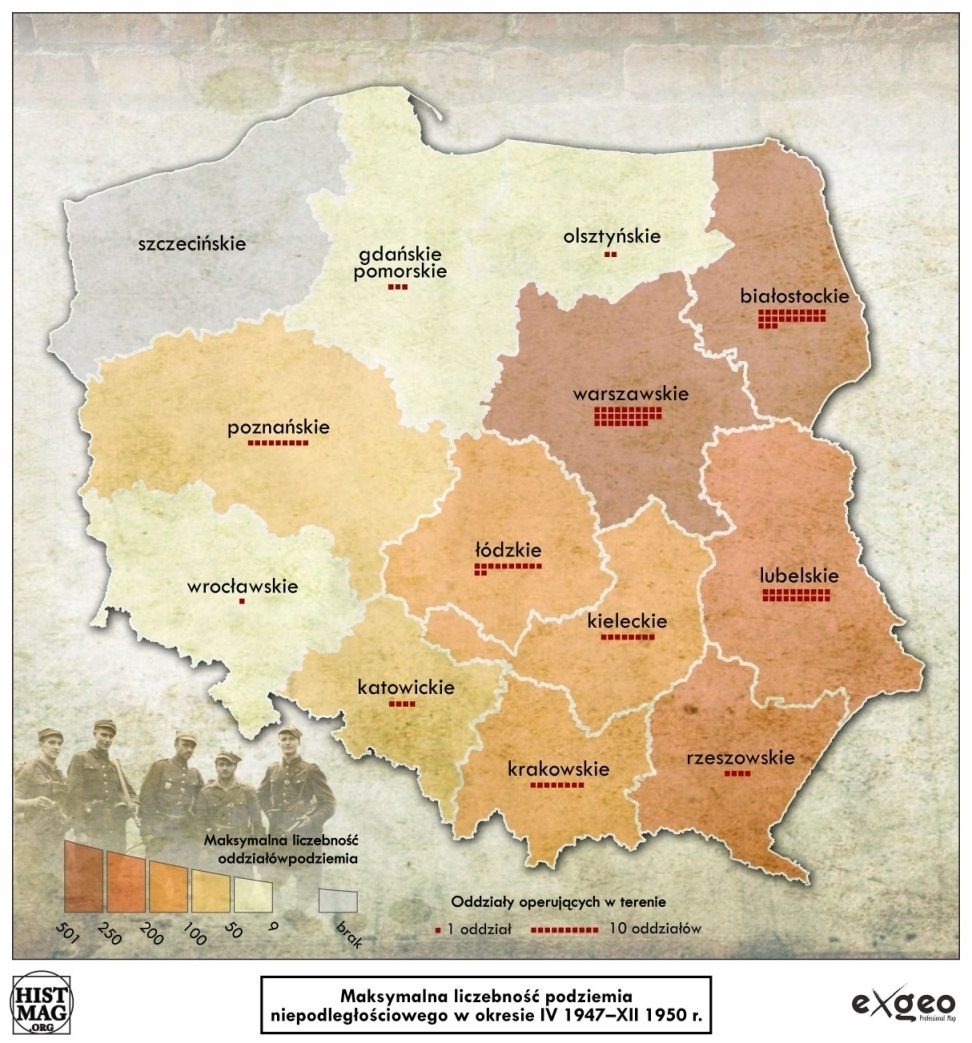 szczecińskie
gdańskie
pomorskie
olsztyńskie
białostockie
warszawskie
poznańskie
łódzkie
lubelskie
wrocławskie
kieleckie
katowickie
krakowskie
rzeszowskie
Maksymalna liczebność
oddziałówpodziemia
501 250 200 100 50 9 brak
Oddziały operujących w terenie
1 oddział 10 oddziałów
HIST
MAG
.ORG
Maksymalna liczebność podziemia
niepodległościowego w okresie IV 1947–XII 1950 r.
eXgeo
Professional Map